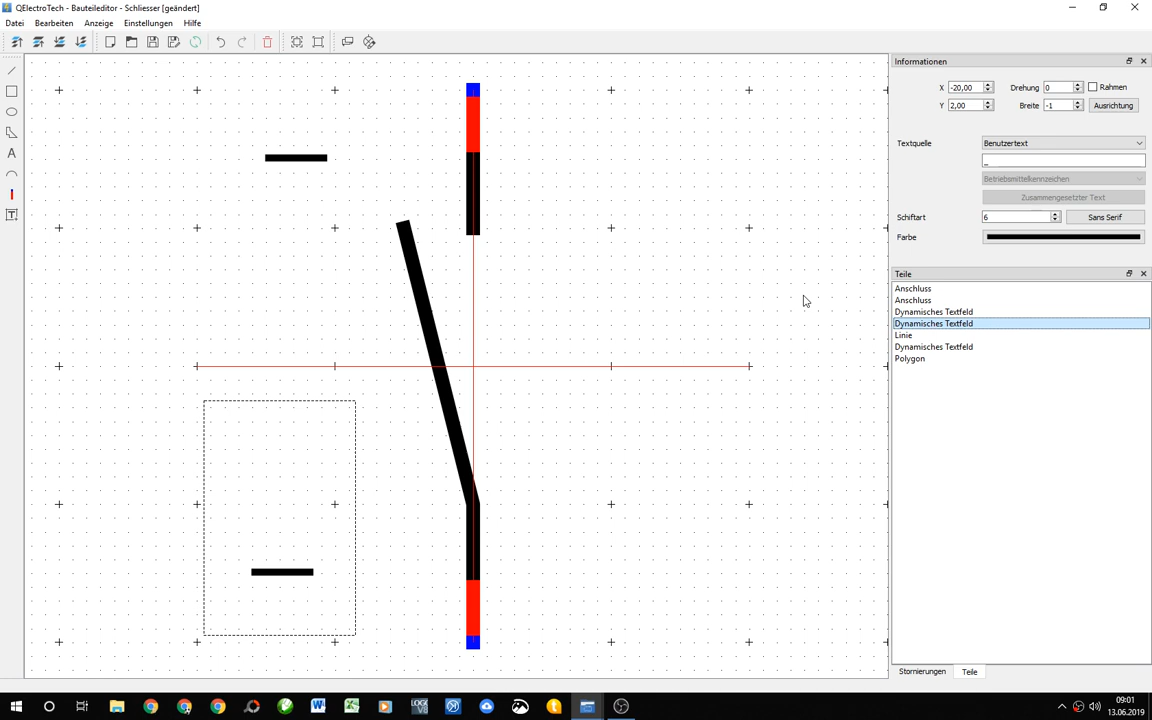 QElectroTech - Bauteileditor - Schliesser [geändert]
Datei Bearbeiten Anzeige Einstellungen Hilfe
Informationen
X -20,00 Drehung 0 Rahmen
Y 2,00 Breite -1 Ausrichtung
Textquelle Benutzertext
_
Betriebsmittelkennzeichen
Zusammengesetzter Text
Schiftart 6 Sans Serif
Farbe
Teile
Anschluss
Anschluss
Dynamisches Textfeld
Dynamisches Textfeld
Linie
Dynamisches Textfeld
Polygon
Stornierungen Teile
09:01
13.06.2019